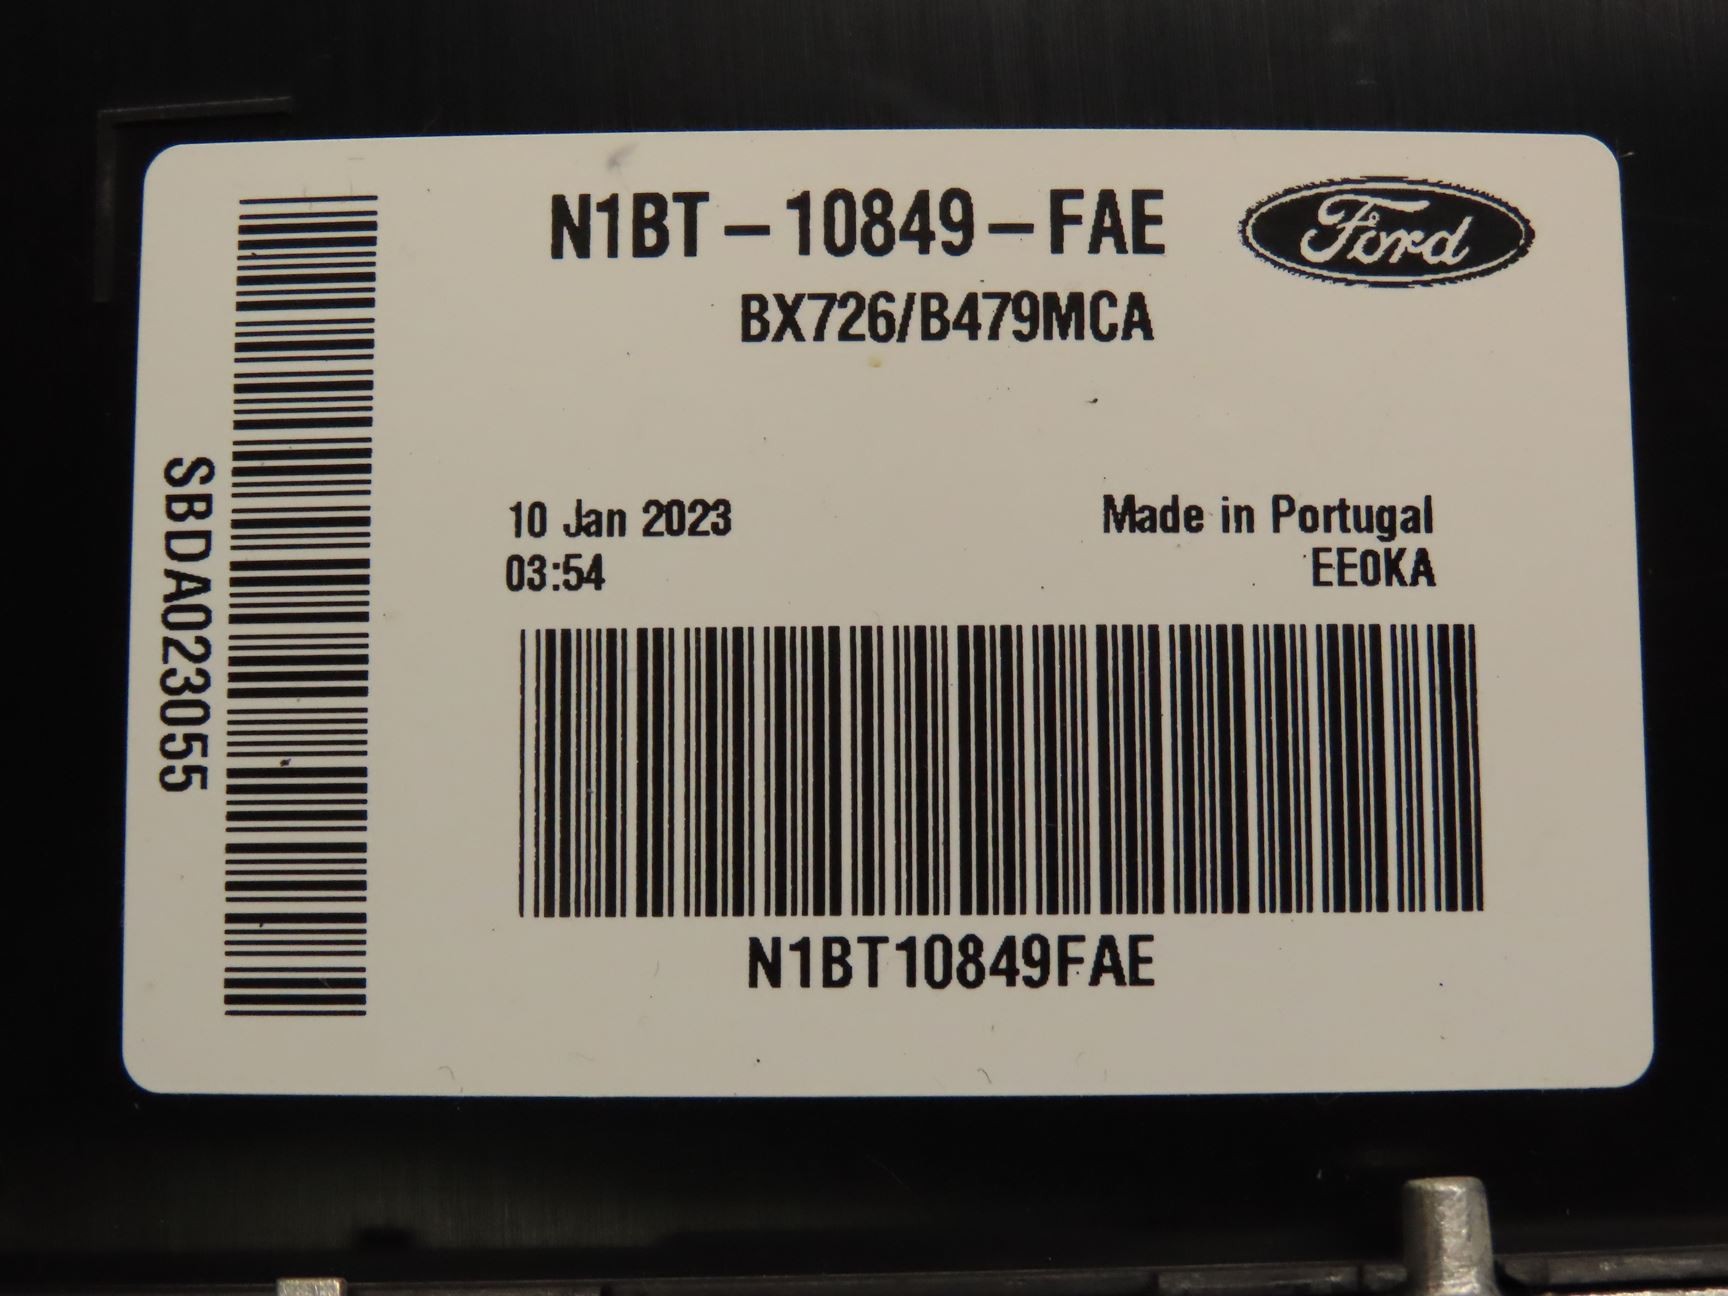 N1BT-10849-FAE
Ford
BX726/B479MCA
10 Jan 2023
Made in Portugal
03:54
EE0KA
SBDA023055
N1BT10849FAE